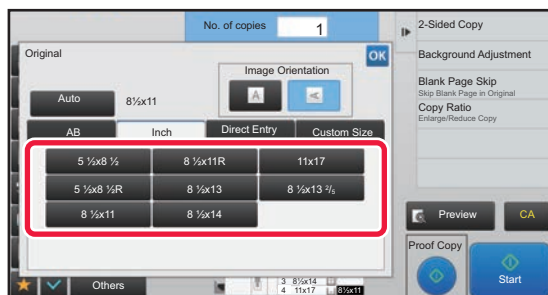 No. of copies 1
2-Sided Copy
Original OK
Background Adjustment
Image Orientation
Blank Page Skip
Skip Blank Page in Original
Auto 8½x11 A A
Copy Ratio
Enlarge/Reduce Copy
AB Inch Direct Entry Custom Size
5 ½x8 ½ 8 ½x11R 11x17
5 ½x8 ½R 8 ½x13 8 ½x13 ²/₅
8 ½x11 8 ½x14
Preview CA
Proof Copy
Start
Others
3 8½x14
4 11x17 8½x11